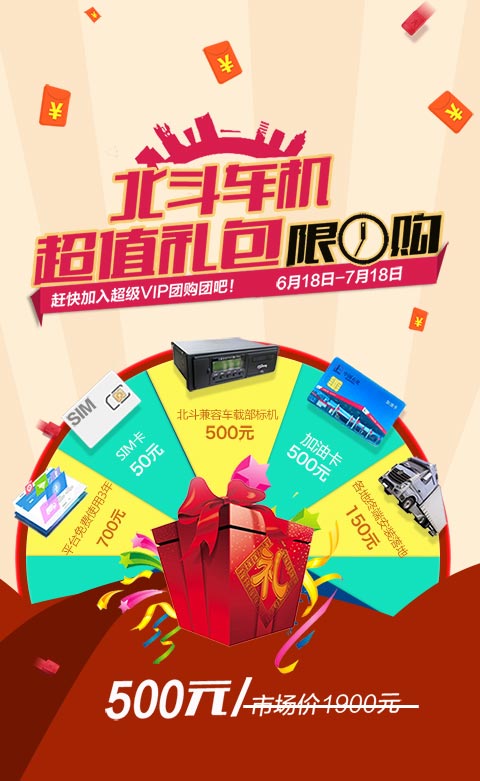 ¥
¥
¥
¥
北斗车机
超值礼包限购
赶快加入超级VIP团购团吧！
6月18日-7月18日
SIM
SIM卡
50元
北斗兼容车载部标机
500元
加油卡
500元
平台免费使用3年
700元
各地终端安装落地
150元
礼
500元/市场价1900元